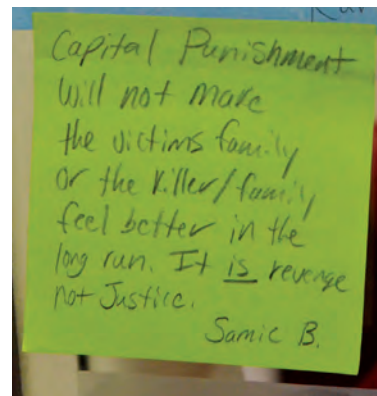 Capital Punishment
will not make
the victims family
or the killer/family
feel better in the
long run. It is revenge
not Justice.
Samic B.